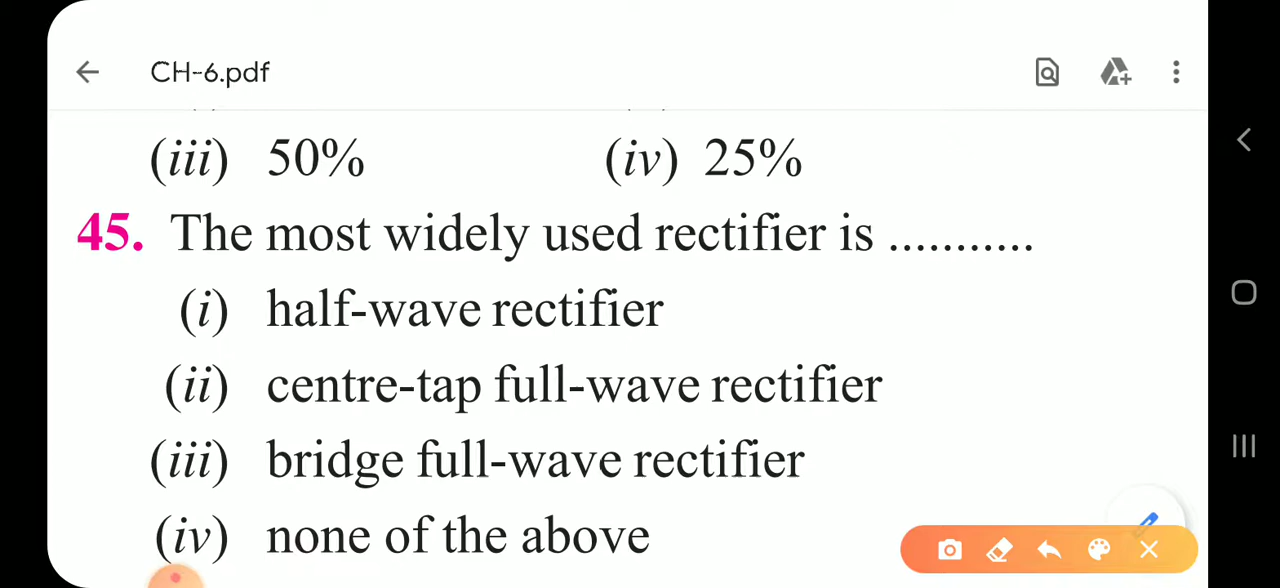 CH-6.pdf
(iii) 50% (iv) 25%
45. The most widely used rectifier is ...........
(i) half-wave rectifier
(ii) centre-tap full-wave rectifier
(iii) bridge full-wave rectifier
(iv) none of the above